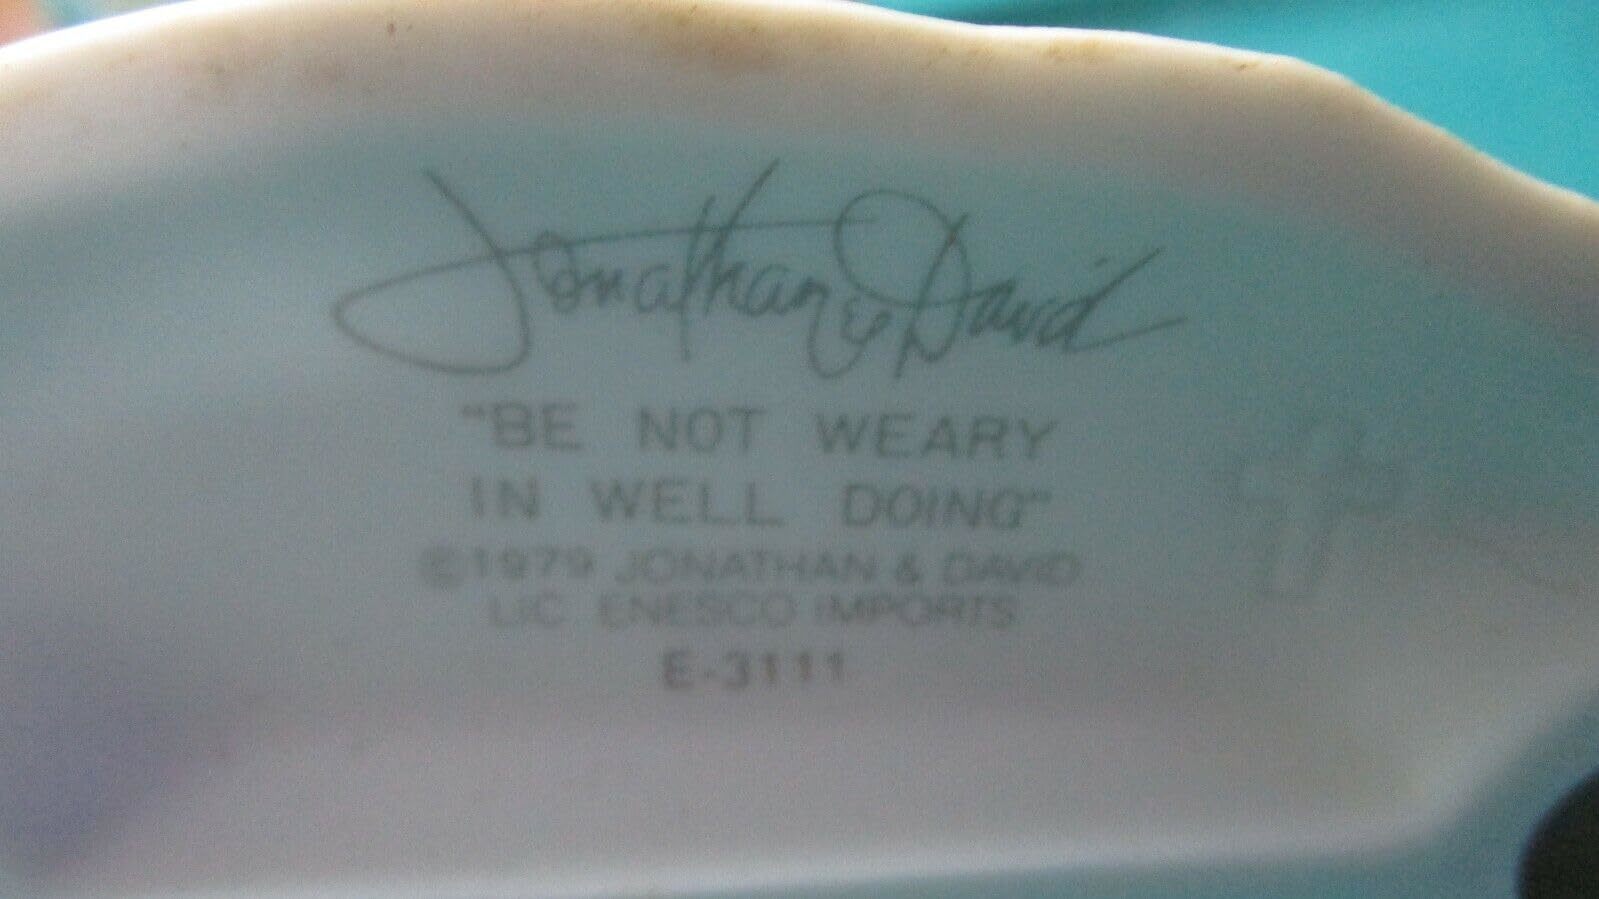 Jonathan & David
"BE NOT WEARY
IN WELL DOING"
©1979 JONATHAN & DAVID
LIC ENESCO IMPORTS
E-3111